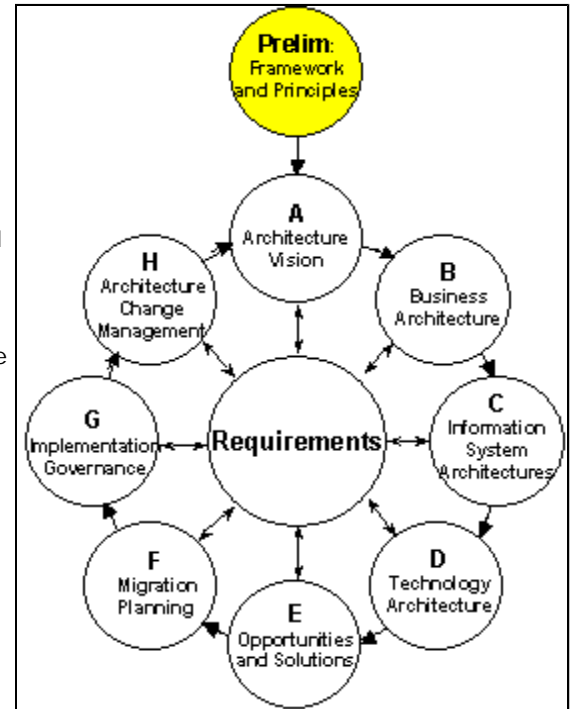 Prelim:
Framework
and Principles
A
Architecture
Vision
B
Business
Architecture
H
Architecture
Change
Management
C
Information
System
Architectures
Requirements
G
Implementation
Governance
D
Technology
Architecture
F
Migration
Planning
E
Opportunities
and Solutions